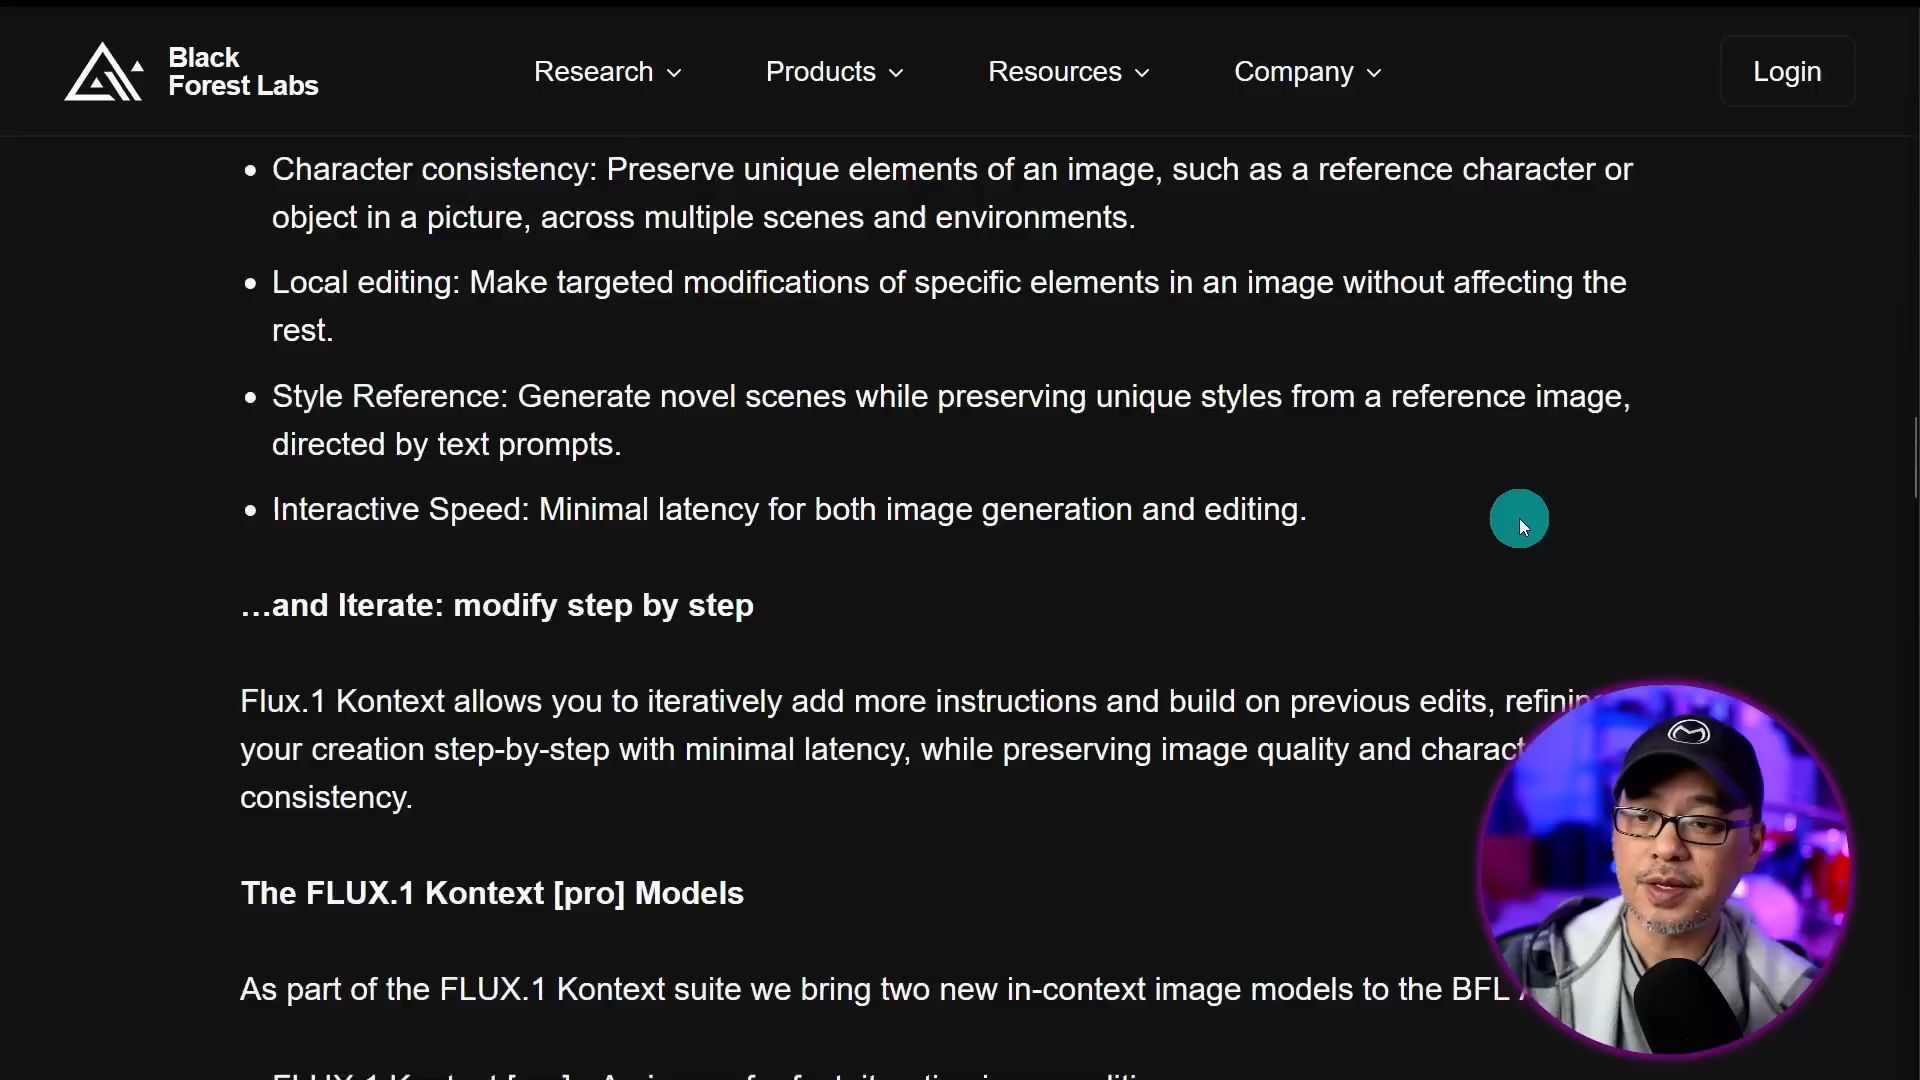 Black
Forest Labs
Research
Products
Resources
Company
Login
• Character consistency: Preserve unique elements of an image, such as a reference character or
object in a picture, across multiple scenes and environments.
• Local editing: Make targeted modifications of specific elements in an image without affecting the
rest.
• Style Reference: Generate novel scenes while preserving unique styles from a reference image,
directed by text prompts.
• Interactive Speed: Minimal latency for both image generation and editing.
…and Iterate: modify step by step
Flux.1 Kontext allows you to iteratively add more instructions and build on previous edits,
your creation step-by-step with minimal latency, while preserving image quality and
consistency.
The FLUX.1 Kontext [pro] Models
As part of the FLUX.1 Kontext suite we bring two new in-context image models to the BFL